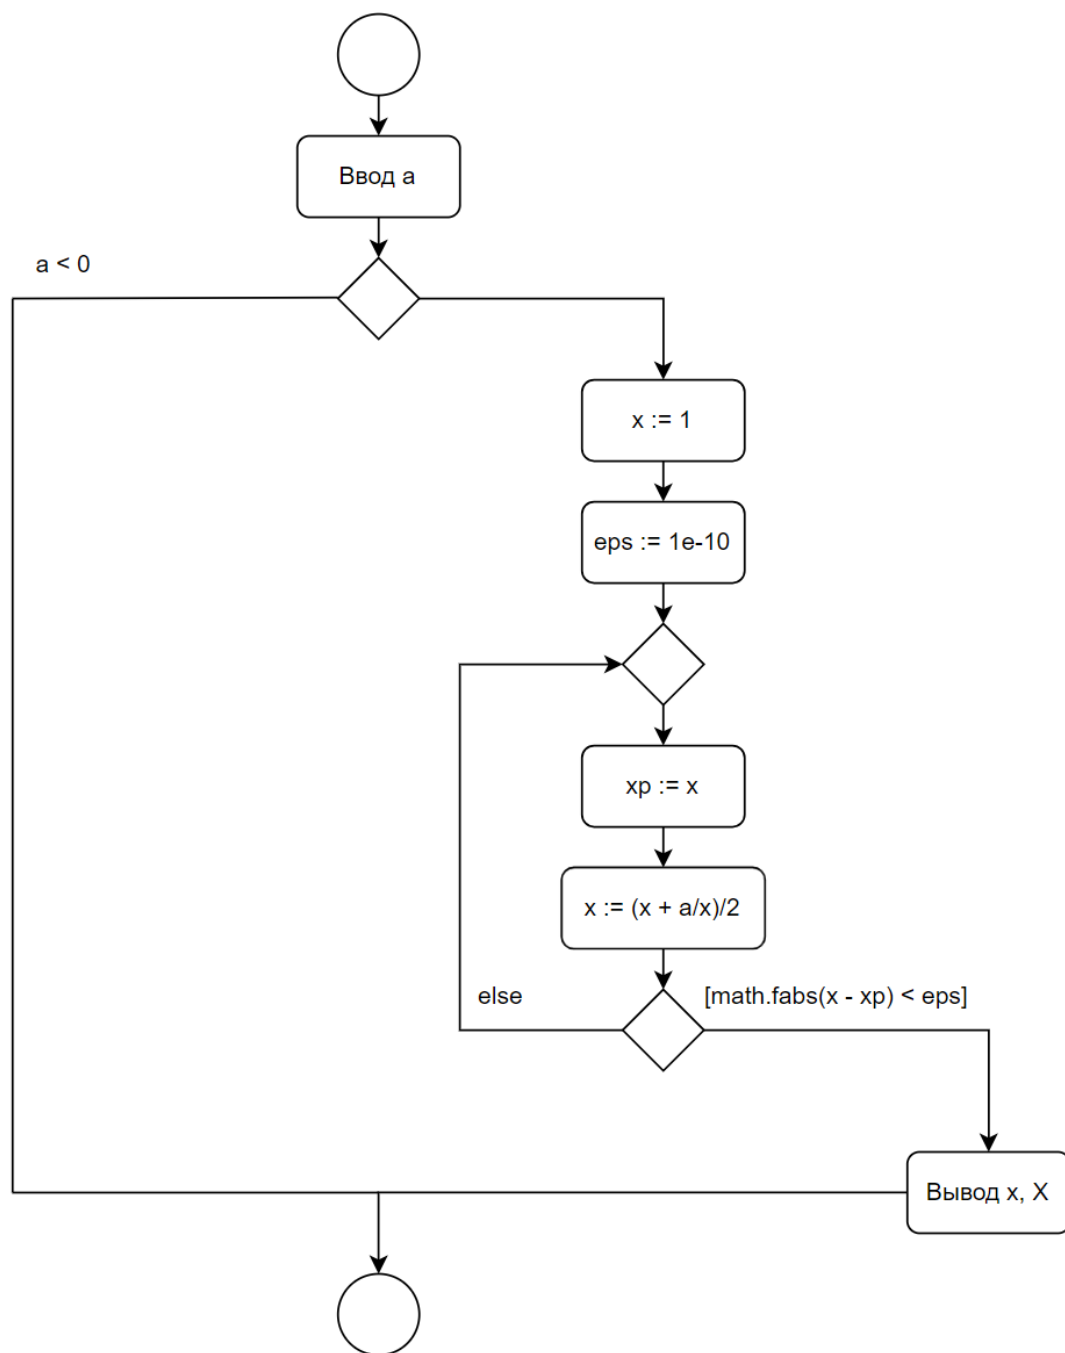 Ввод a
a < 0
x := 1
eps := 1e-10
xp := x
x := (x + a/x)/2
else
[math.fabs(x - xp) < eps]
Вывод x, X